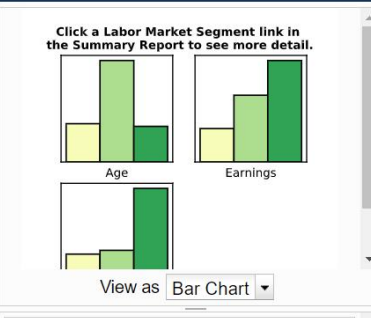 Click a Labor Market Segment link in
the Summary Report to see more detail.
Age
Earnings
View as Bar Chart